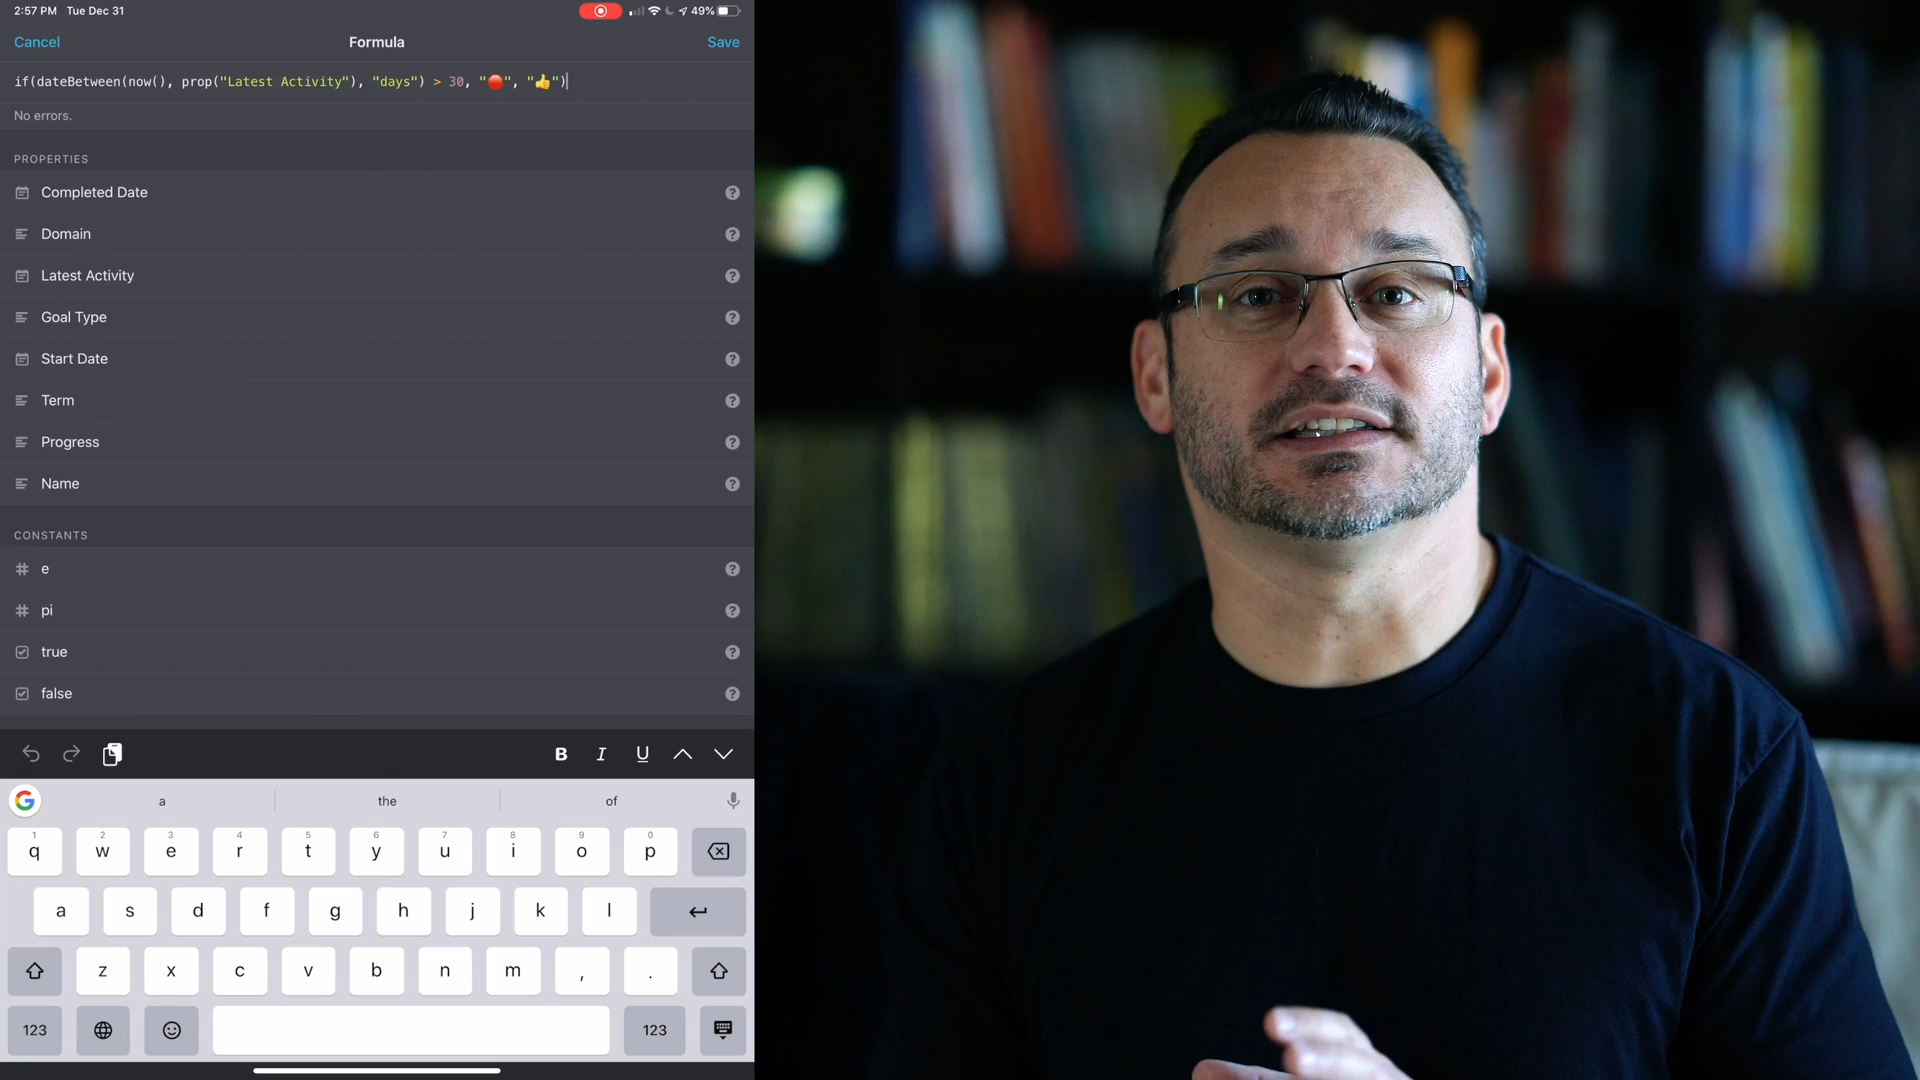 2:57 PM Tue Dec 31 49%
Cancel Formula Save
if(dateBetween(now(), prop("Latest Activity"), "days") > 30, "🛑", "👍")
No errors.
PROPERTIES
Completed Date ?
Domain ?
Latest Activity ?
Goal Type ?
Start Date ?
Term ?
Progress ?
Name ?
CONSTANTS
e ?
pi ?
true ?
false ?
B I U
G a the of
1 2 3 4 5 6 7 8 9 0
q w e r t y u i o p
a s d f g h j k l
z x c v b n m , .
123 123